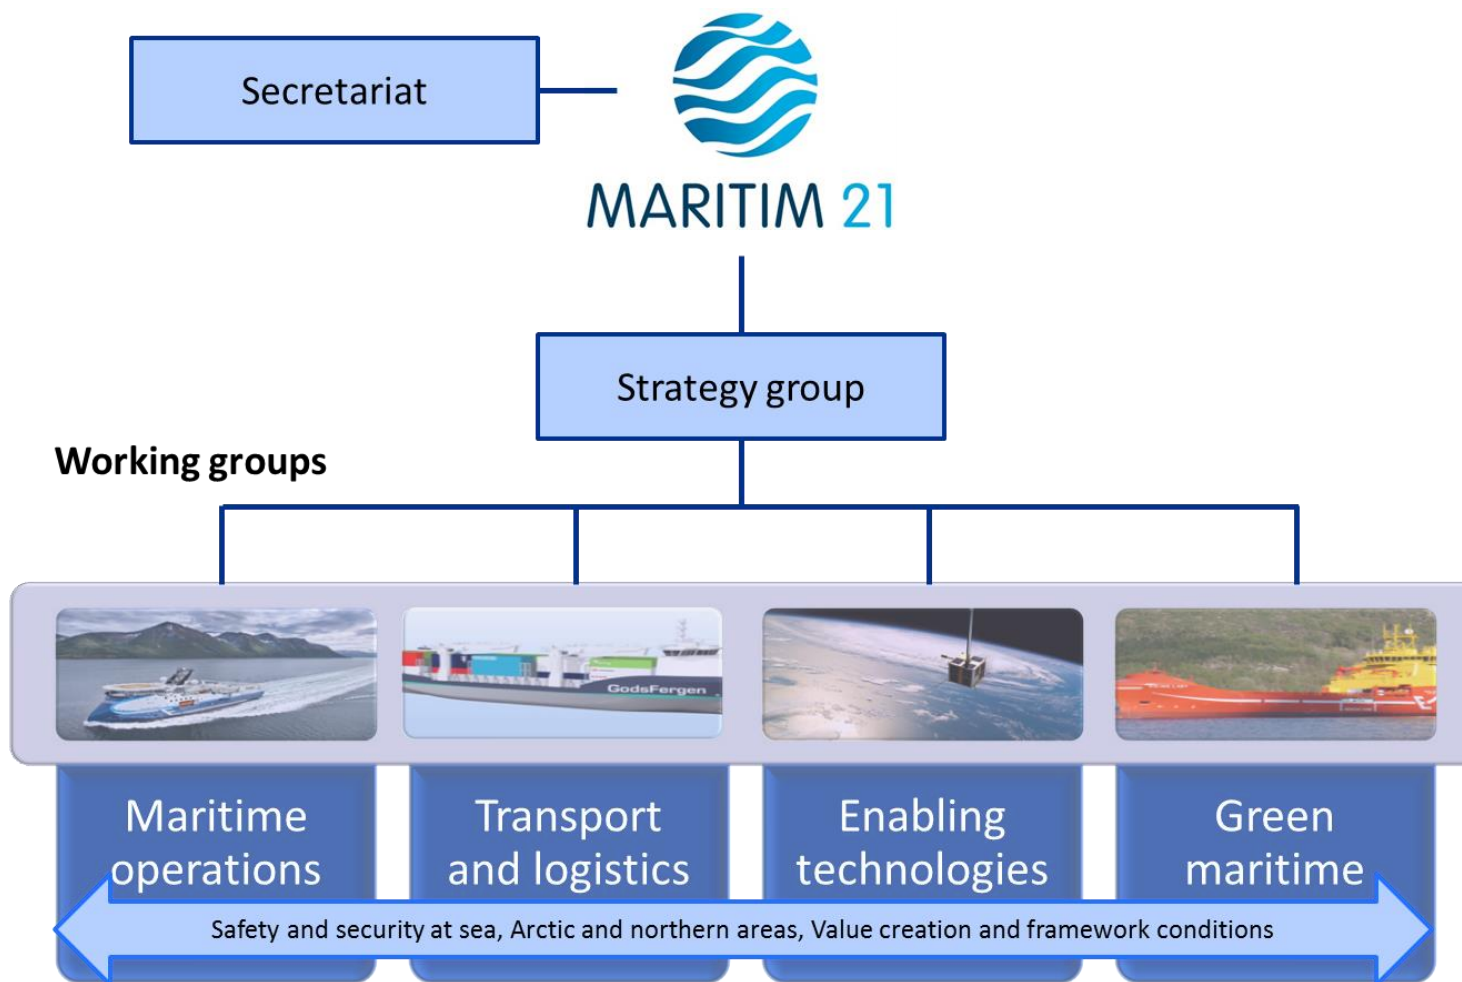 Secretariat
MARITIM 21
Strategy group
Working groups
GodsFergen
Maritime
operations
Transport
and logistics
Enabling
technologies
Green
maritime
Safety and security at sea, Arctic and northern areas, Value creation and framework conditions